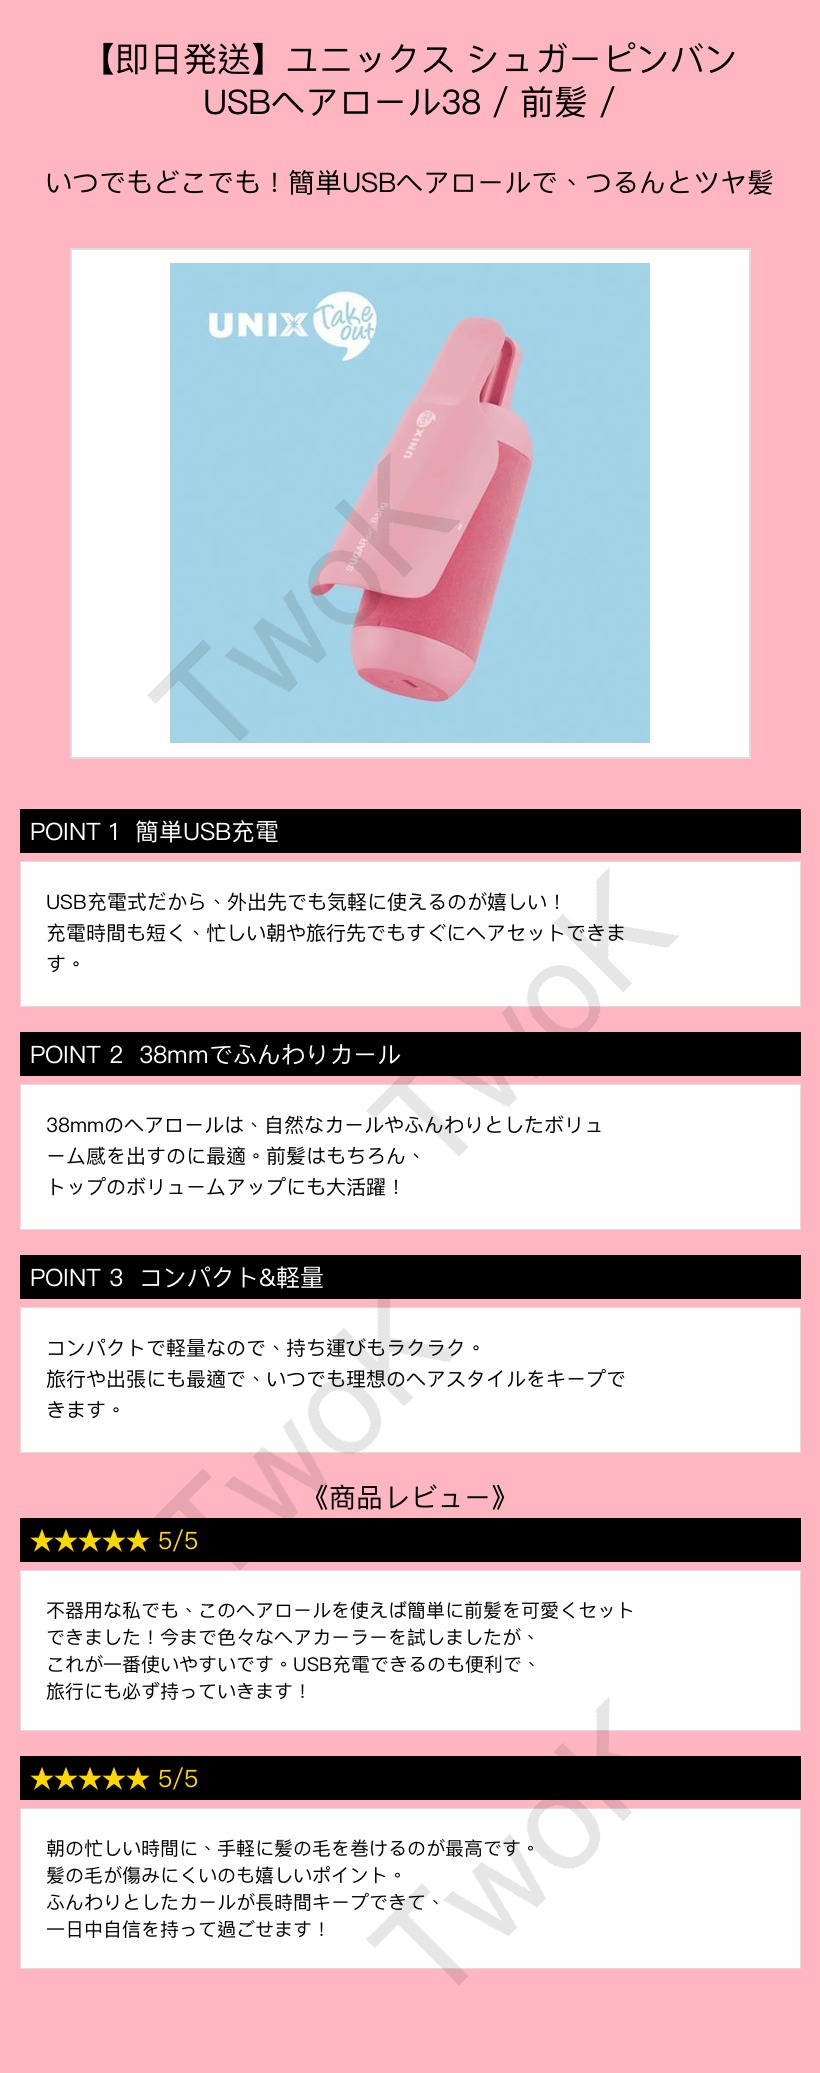 【即日発送】ユニックス シュガーピンバン
USBヘアロール38 / 前髪 /
いつでもどこでも！簡単USBヘアロールで、つるんとツヤ髪
UNIX Take out
UNIX
SUGAR
TwoK
POINT 1 簡単USB充電
USB充電式だから、外出先でも気軽に使えるのが嬉しい！
充電時間も短く、忙しい朝や旅行先でもすぐにヘアセットできま
す。
TwoK
POINT 2 38mmでふんわりカール
38mmのヘアロールは、自然なカールやふんわりとしたボリュ
ーム感を出すのに最適。前髪はもちろん、
トップのボリュームアップにも大活躍！
POINT 3 コンパクト&軽量
コンパクトで軽量なので、持ち運びもラクラク。
旅行や出張にも最適で、いつでも理想のヘアスタイルをキープで
きます。
TwoK
《商品レビュー》
★★★★★ 5/5
不器用な私でも、このヘアロールを使えば簡単に前髪を可愛くセット
できました！今まで色々なヘアカーラーを試しましたが、
これが一番使いやすいです。USB充電できるのも便利で、
旅行にも必ず持っていきます！
★★★★★ 5/5
朝の忙しい時間に、手軽に髪の毛を巻けるのが最高です。
髪の毛が傷みにくいのも嬉しいポイント。
ふんわりとしたカールが長時間キープできて、
一日中自信を持って過ごせます！
TwoK